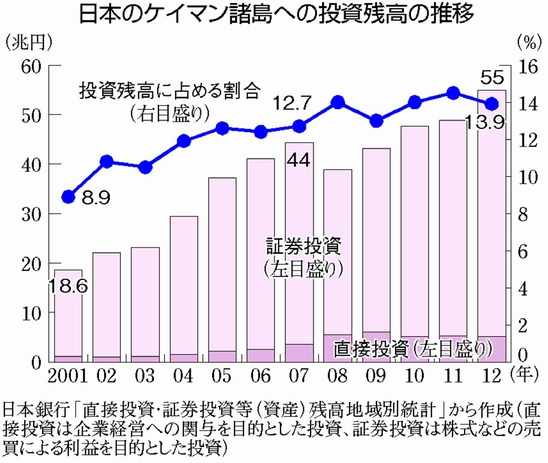 日本のケイマン諸島への投資残高の推移
(兆円)
(%)
60
50
40
30
20
10
0
16
14
12
10
8
6
4
2
0
投資残高に占める割合
(右目盛り)
8.9
12.7
13.9
55
44
18.6
証券投資
(左目盛り)
直接投資(左目盛り)
2001 02 03 04 05 06 07 08 09 10 11 12 (年)
日本銀行「直接投資・証券投資等(資産)残高地域別統計」から作成(直
接投資は企業経営への関与を目的とした投資、証券投資は株式などの売
買による利益を目的とした投資)